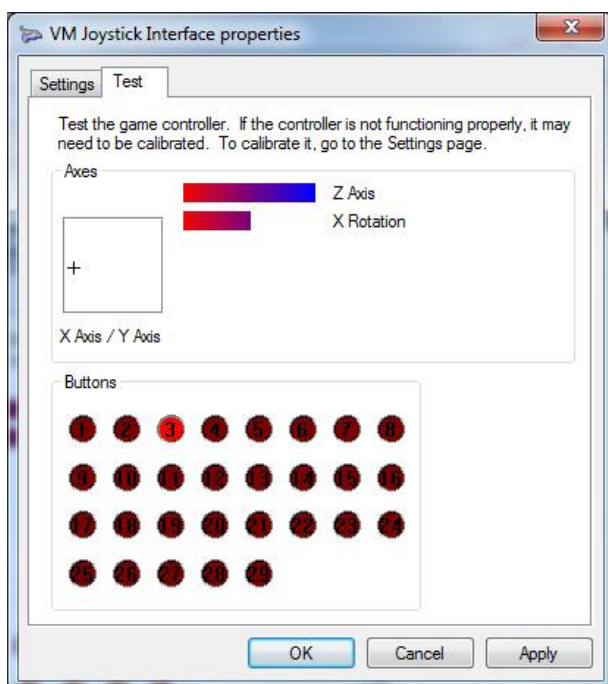 VM Joystick Interface properties
Settings Test
Test the game controller. If the controller is not functioning properly, it may
need to be calibrated. To calibrate it, go to the Settings page.
Axes
Z Axis
X Rotation
X Axis / Y Axis
Buttons
1 2 3 4 5 6 7 8
9 10 11 12 13 14 15 16
17 18 19 20 21 22 23 24
25 26 27 28 29
OK Cancel Apply